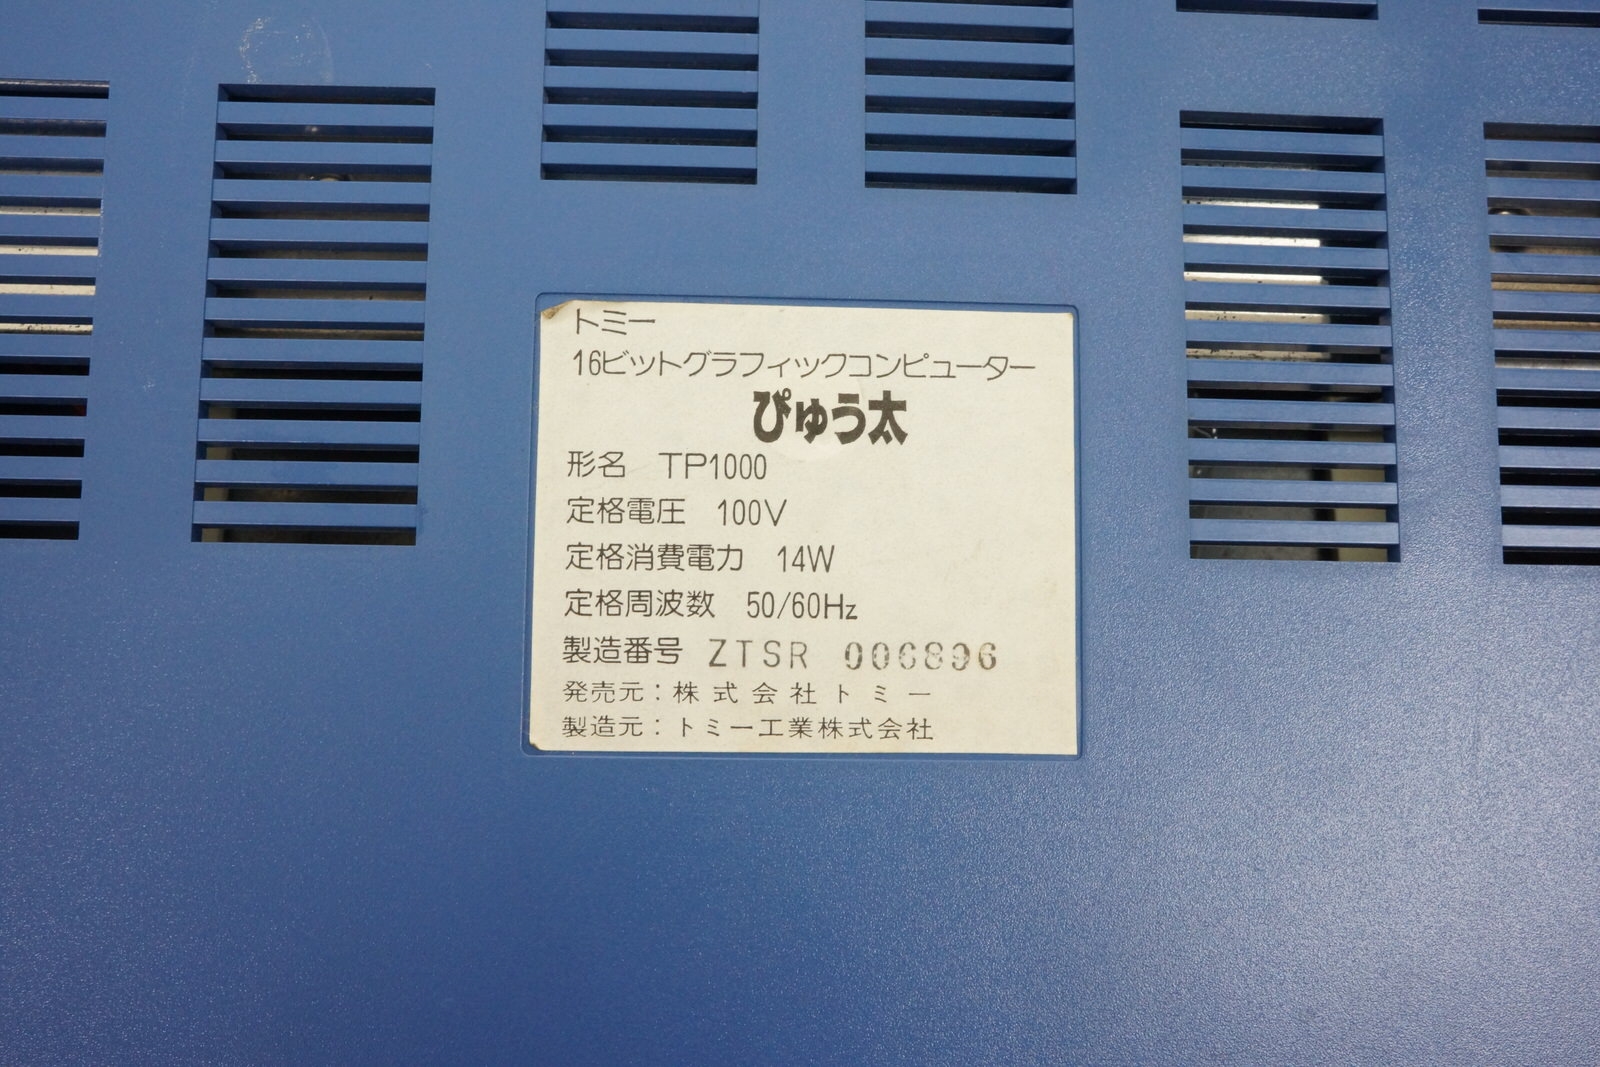 トミー
16ビットグラフィックコンピューター
ぴゅう太
形名 TP1000
定格電圧 100V
定格消費電力 14W
定格周波数 50/60Hz
製造番号 ZTSR 006896
発売元：株式会社トミー
製造元：トミー工業株式会社